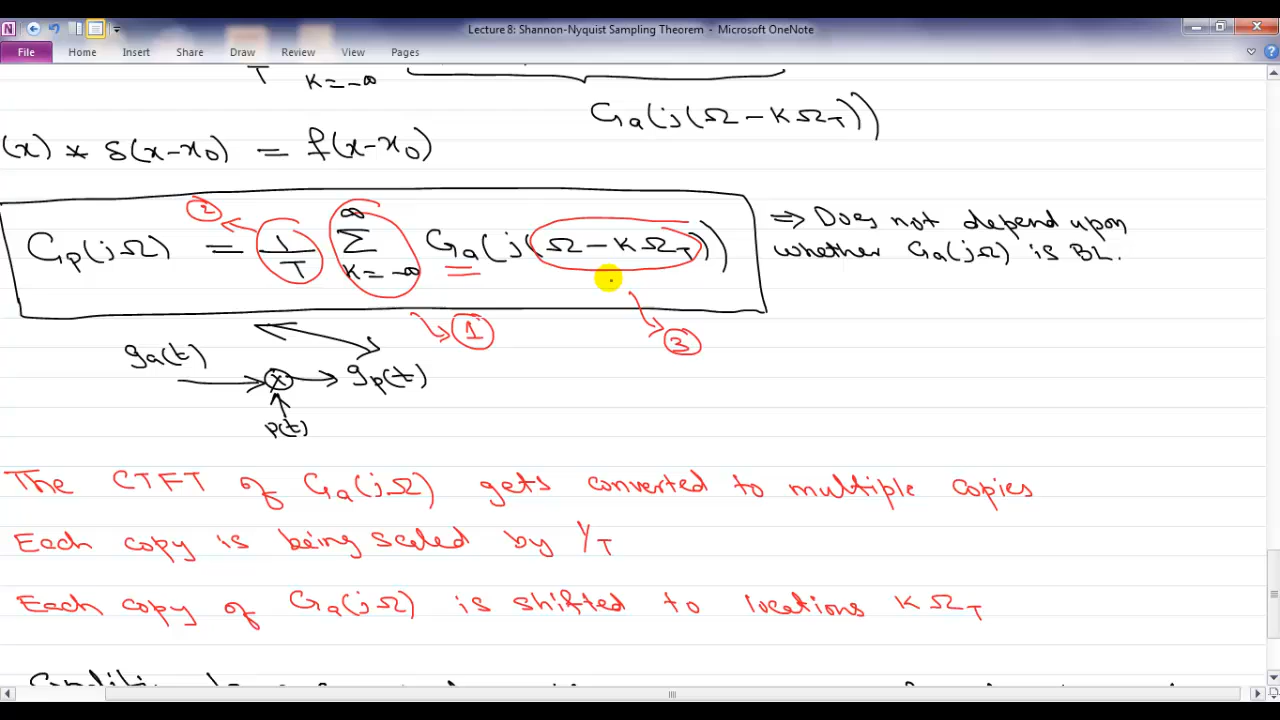 Lecture 8: Shannon-Nyquist Sampling Theorem - Microsoft OneNote
File Home Insert Share Draw Review View Pages
T K=-∞
Ga(j(Ω-KΩT))
(x) * δ(x-x0) = f(x-x0)
Gp(jΩ) = 1/T ∑ K=-∞ ∞ Ga(j(Ω-KΩT))
② ① ③
⇒ Does not depend upon
whether Ga(jΩ) is BL.
ga(t) × gp(t)
p(t)
The CTFT of Ga(jΩ) gets converted to multiple copies
Each copy is being scaled by 1/T
Each copy of Ga(jΩ) is shifted to locations KΩT